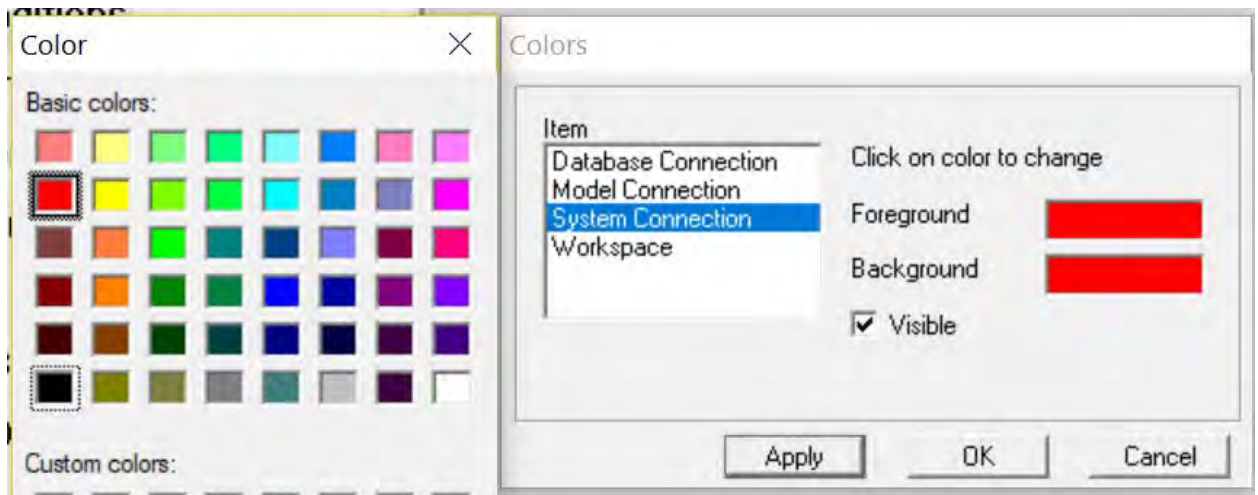 Color
Basic colors:
Custom colors:
Colors
Item
Database Connection
Model Connection
System Connection
Workspace
Click on color to change
Foreground
Background
Visible
Apply
OK
Cancel